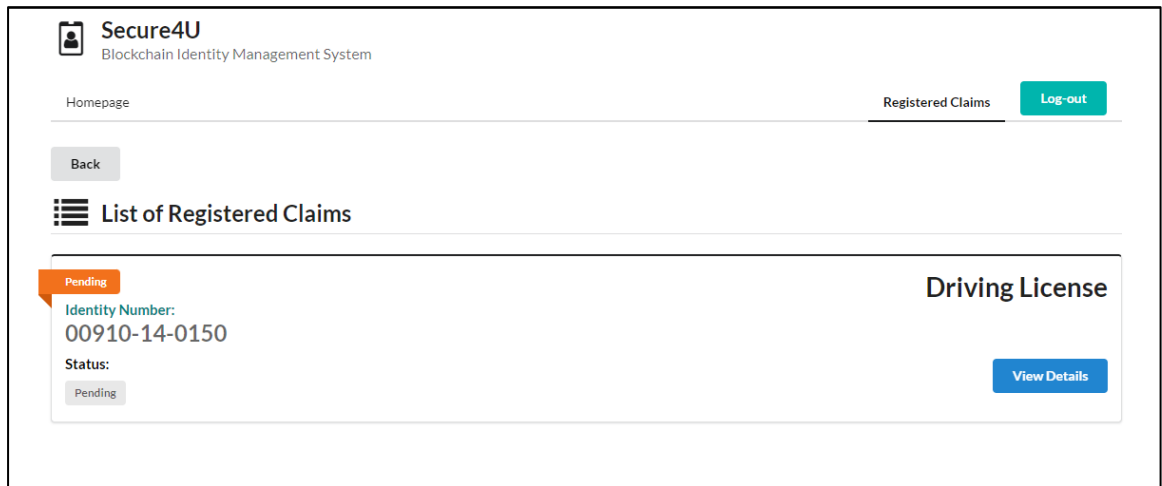 Secure4U
Blockchain Identity Management System
Homepage
Registered Claims
Log-out
Back
List of Registered Claims
Pending
Driving License
Identity Number:
00910-14-0150
Status:
View Details
Pending